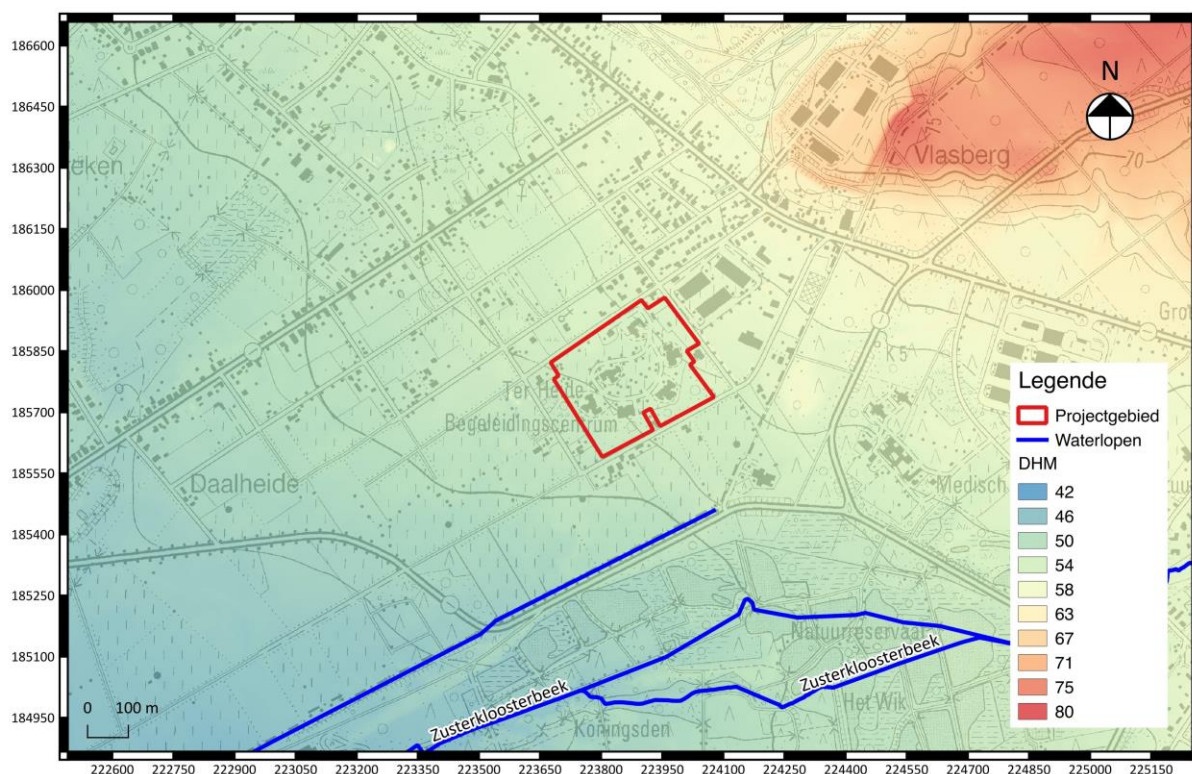 186600
186450
186300
186150
186000
185850
185700
185550
185400
185250
185100
184950
N
eken
75
Vlasberg
70
Grot
K 5
Ter Heide
Begeleidingscentrum
Daalheide
Medisch
Natuurreservaat
Zusterkloosterbeek
Zusterkloosterbeek
Het Wik
Koningsden
0 100 m
Legende
Projectgebied
Waterlopen
DHM
42
46
50
54
58
63
67
71
75
80
222600 222750 222900 223050 223200 223350 223500 223650 223800 223950 224100 224250 224400 224550 224700 224850 225000 225150